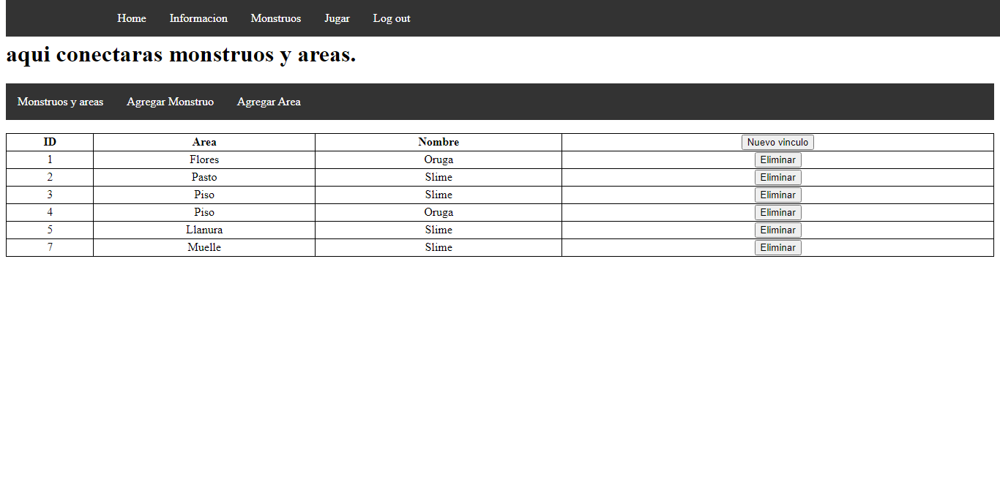 Home Informacion Monstruos Jugar Log out
aqui conectaras monstruos y areas.
Monstruos y areas Agregar Monstruo Agregar Area
ID Area Nombre Nuevo vinculo
1 Flores Oruga Eliminar
2 Pasto Slime Eliminar
3 Piso Slime Eliminar
4 Piso Oruga Eliminar
5 Llanura Slime Eliminar
7 Muelle Slime Eliminar